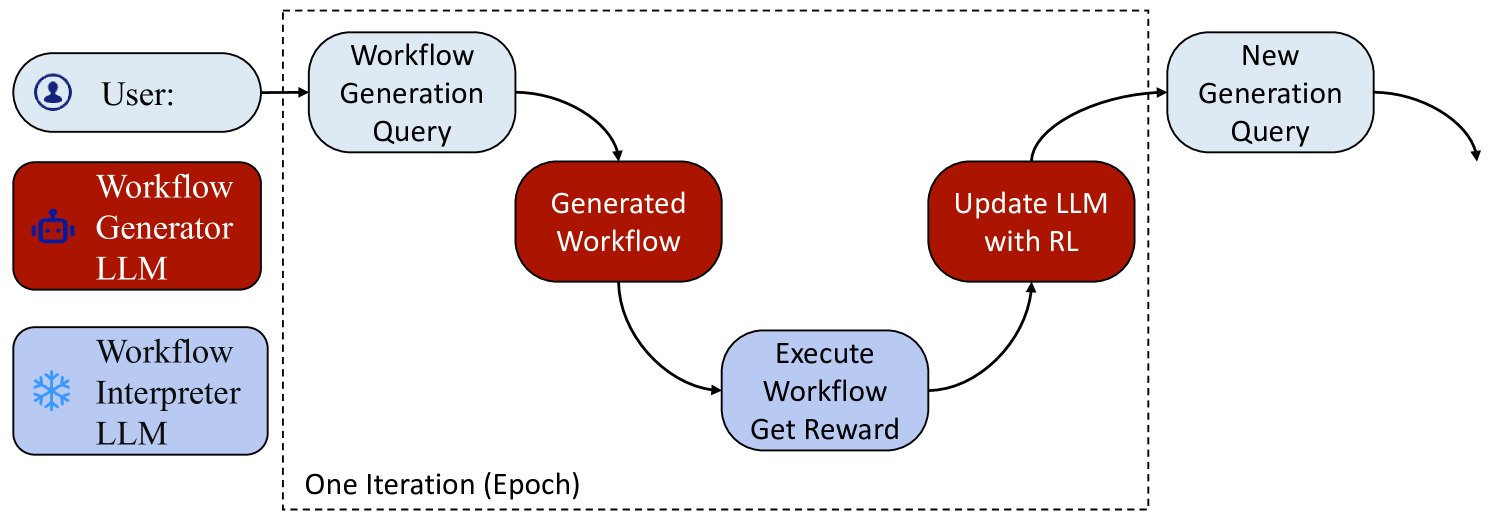 User:
Workflow
Generator
LLM
Workflow
Interpreter
LLM
Workflow
Generation
Query
Generated
Workflow
Execute
Workflow
Get Reward
Update LLM
with RL
New
Generation
Query
One Iteration (Epoch)